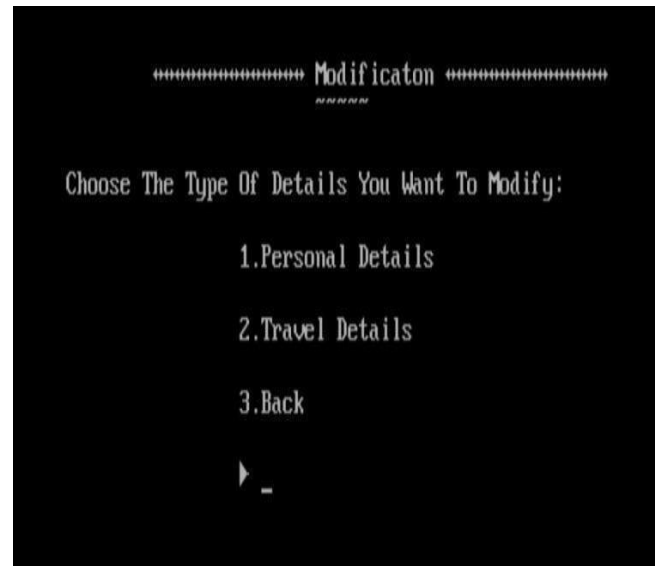 Modificaton
~~~~~
Choose The Type Of Details You Want To Modify:
1.Personal Details
2.Travel Details
3.Back